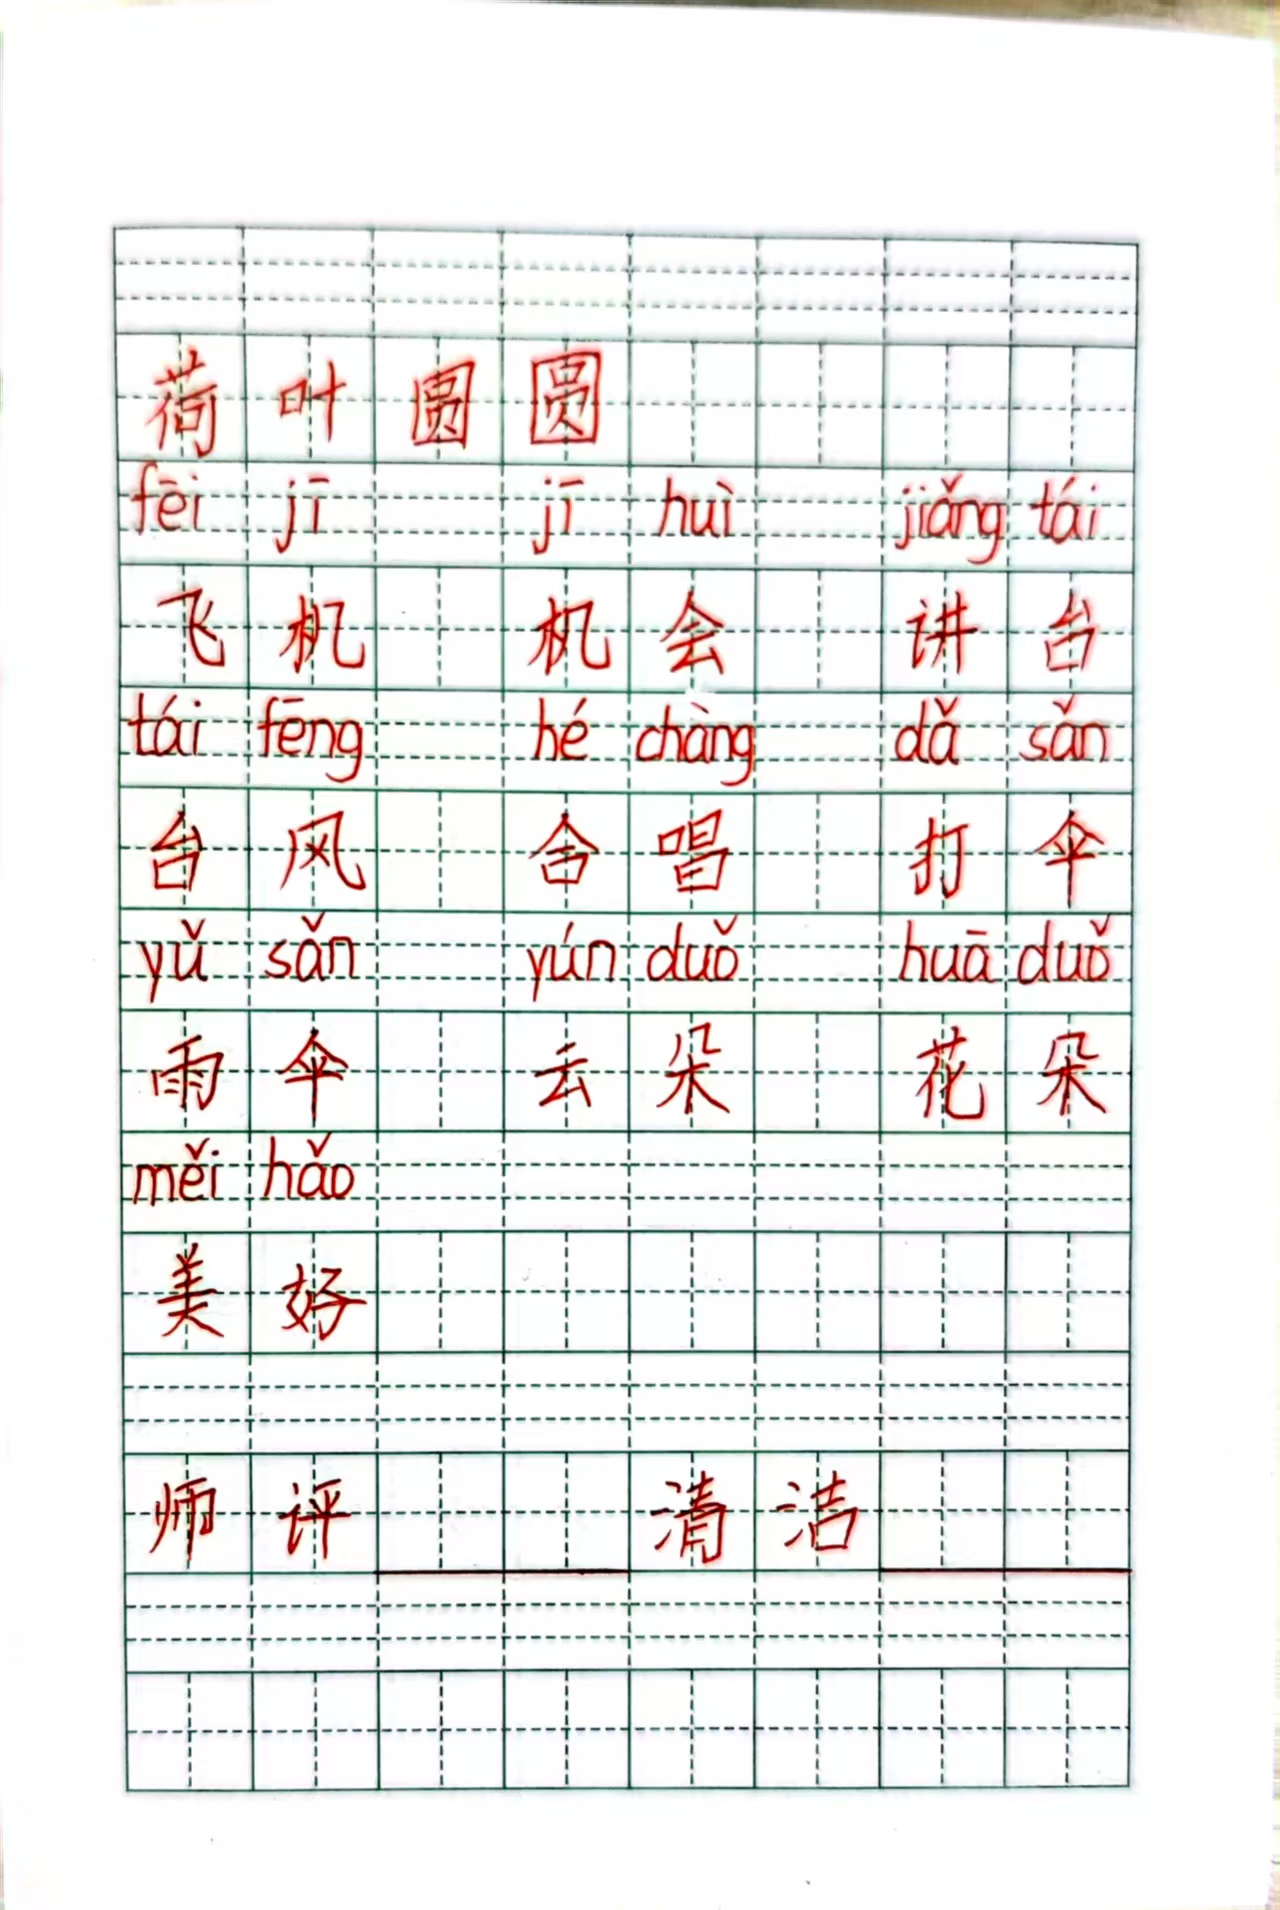 荷叶圆圆
fēi jī jī huì jiǎng tái
飞机 机会 讲台
tái fēng hé chàng dǎ sǎn
台风 合唱 打伞
yǔ sǎn yún duǒ huā duǒ
雨伞 云朵 花朵
měi hǎo
美好
师评 清洁